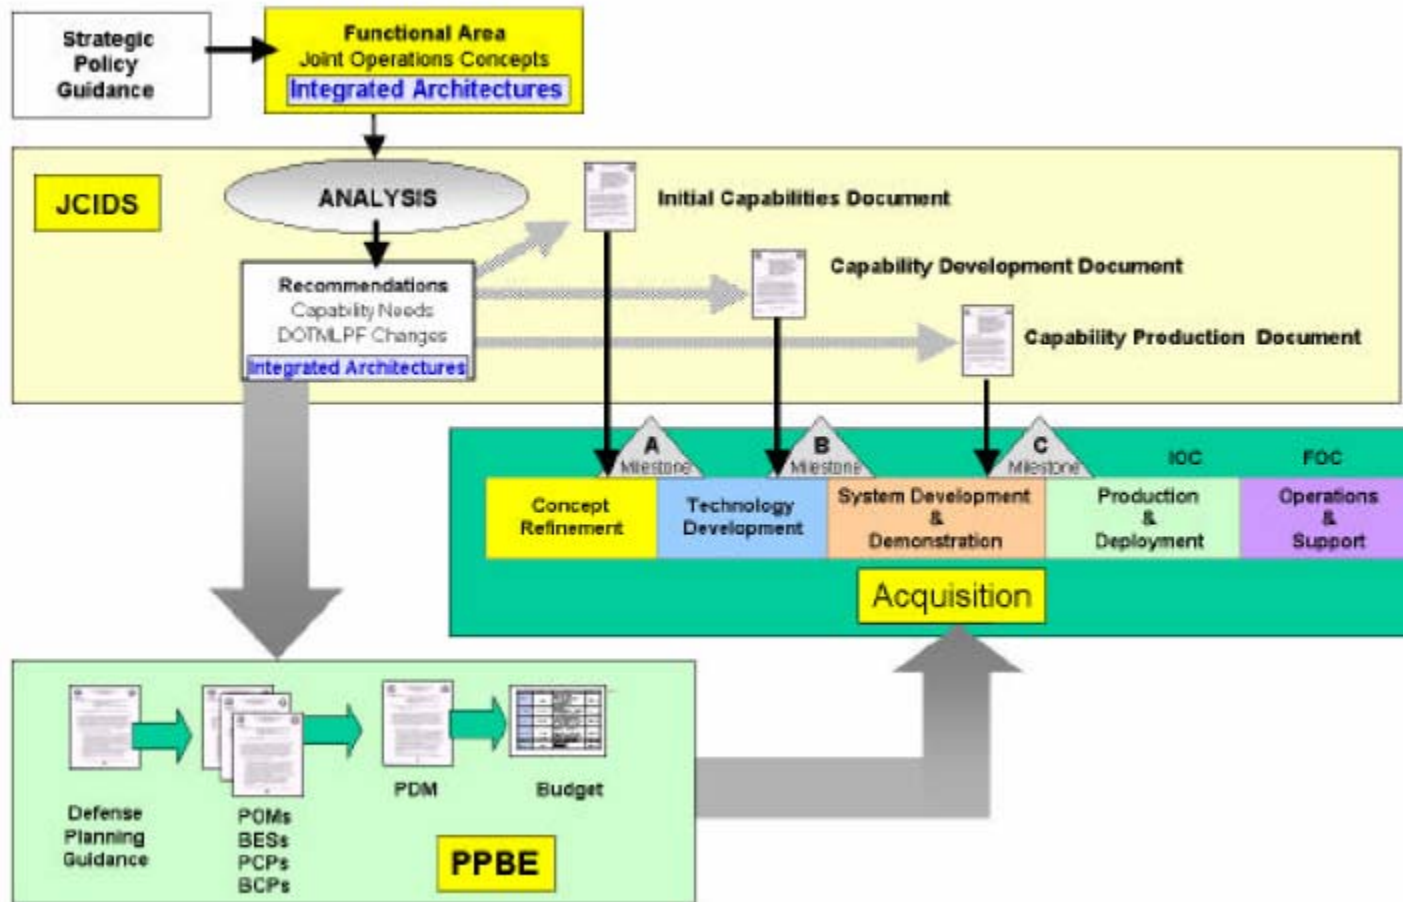 Strategic
Policy
Guidance
Functional Area
Joint Operations Concepts
Integrated Architectures
JCIDS
ANALYSIS
Initial Capabilities Document
Recommendations
Capability Needs
DOTMLPF Changes
Integrated Architectures
Capability Development Document
Capability Production Document
A
Milestone
B
Milestone
C
Milestone
IOC
FOC
Concept
Refinement
Technology
Development
System Development
&
Demonstration
Production
&
Deployment
Operations
&
Support
Acquisition
Defense
Planning
Guidance
POMs
BESs
PCPs
BCPs
PDM
Budget
PPBE